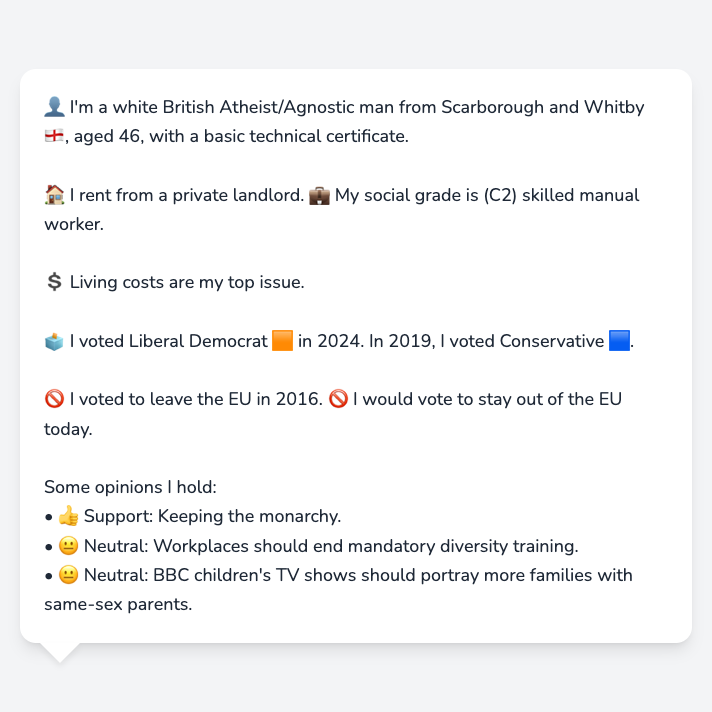 👤 I'm a white British Atheist/Agnostic man from Scarborough and Whitby
🏴󠁧󠁢󠁥󠁮󠁧󠁿, aged 46, with a basic technical certificate.
🏠 I rent from a private landlord. 💼 My social grade is (C2) skilled manual
worker.
💲 Living costs are my top issue.
🗳️ I voted Liberal Democrat 🟧 in 2024. In 2019, I voted Conservative 🟦.
🚫 I voted to leave the EU in 2016. 🚫 I would vote to stay out of the EU
today.
Some opinions I hold:
• 👍 Support: Keeping the monarchy.
• 😐 Neutral: Workplaces should end mandatory diversity training.
• 😐 Neutral: BBC children's TV shows should portray more families with
same-sex parents.